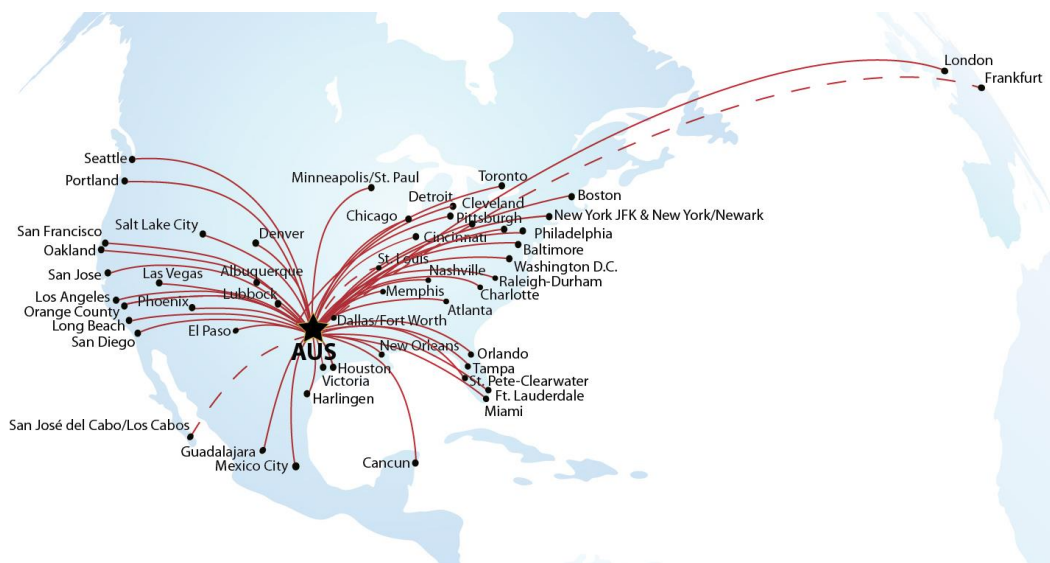 London
Frankfurt
Seattle
Portland
Minneapolis/St. Paul
Toronto
Detroit
Cleveland
Boston
Chicago
Pittsburgh
New York JFK & New York/Newark
Salt Lake City
Denver
Cincinnati
Philadelphia
San Francisco
Oakland
Baltimore
St. Louis
Washington D.C.
San Jose
Las Vegas
Albuquerque
Nashville
Raleigh-Durham
Los Angeles
Phoenix
Lubbock
Memphis
Charlotte
Orange County
Atlanta
Long Beach
El Paso
Dallas/Fort Worth
San Diego
AUS
New Orleans
Orlando
Houston
Tampa
Victoria
St. Pete-Clearwater
Harlingen
Ft. Lauderdale
Miami
San José del Cabo/Los Cabos
Guadalajara
Mexico City
Cancun